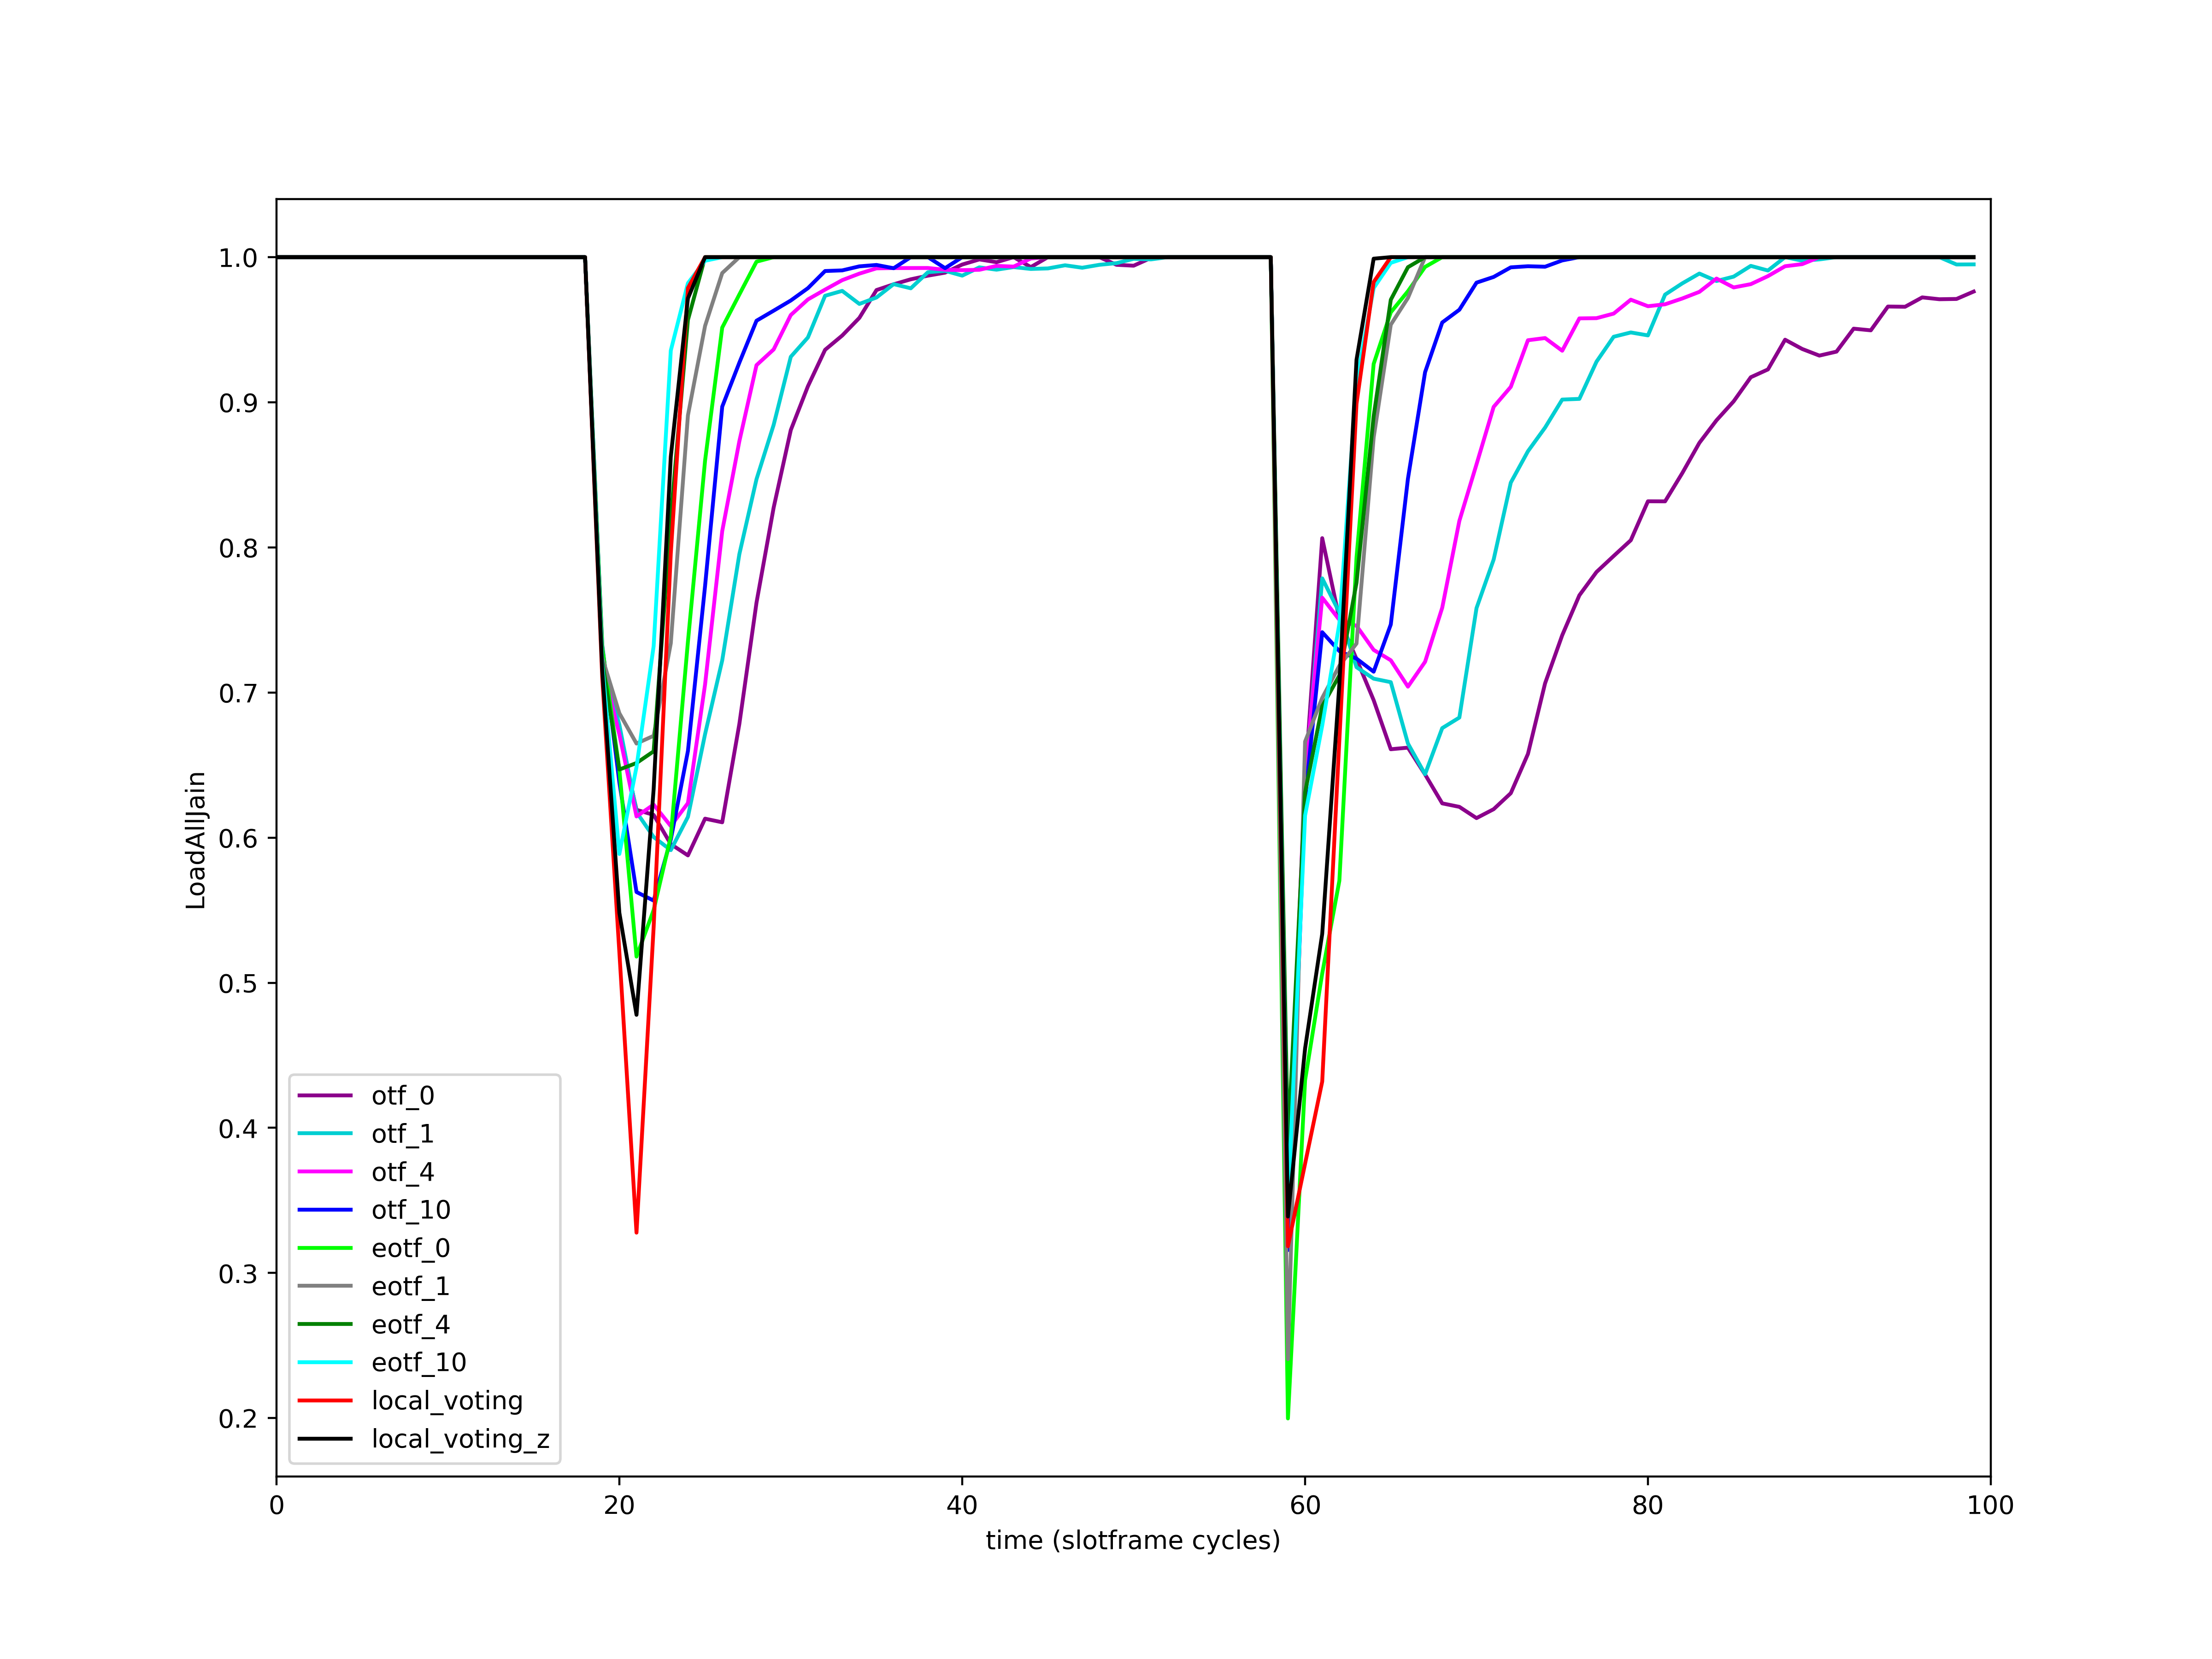 1.0
0.9
0.8
0.7
0.6
0.5
0.4
0.3
0.2
LoadAllJain
otf_0
otf_1
otf_4
otf_10
eotf_0
eotf_1
eotf_4
eotf_10
local_voting
local_voting_z
0 20 40 60 80 100
time (slotframe cycles)